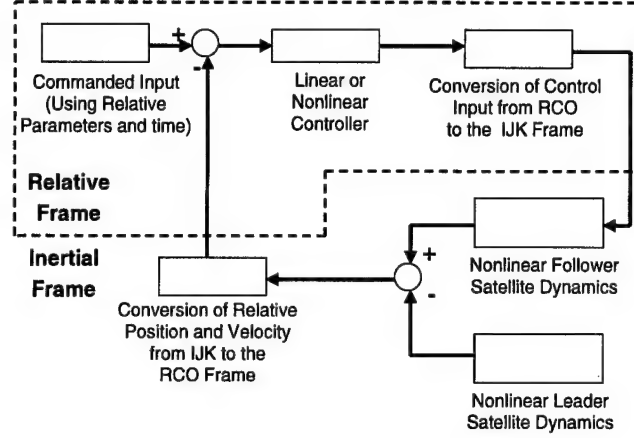 +
-
Commanded Input
(Using Relative
Parameters and time)
Linear or
Nonlinear
Controller
Conversion of Control
Input from RCO
to the IJK Frame
Relative
Frame
Inertial
Frame
+
-
Nonlinear Follower
Satellite Dynamics
Conversion of Relative
Position and Velocity
from IJK to the
RCO Frame
Nonlinear Leader
Satellite Dynamics